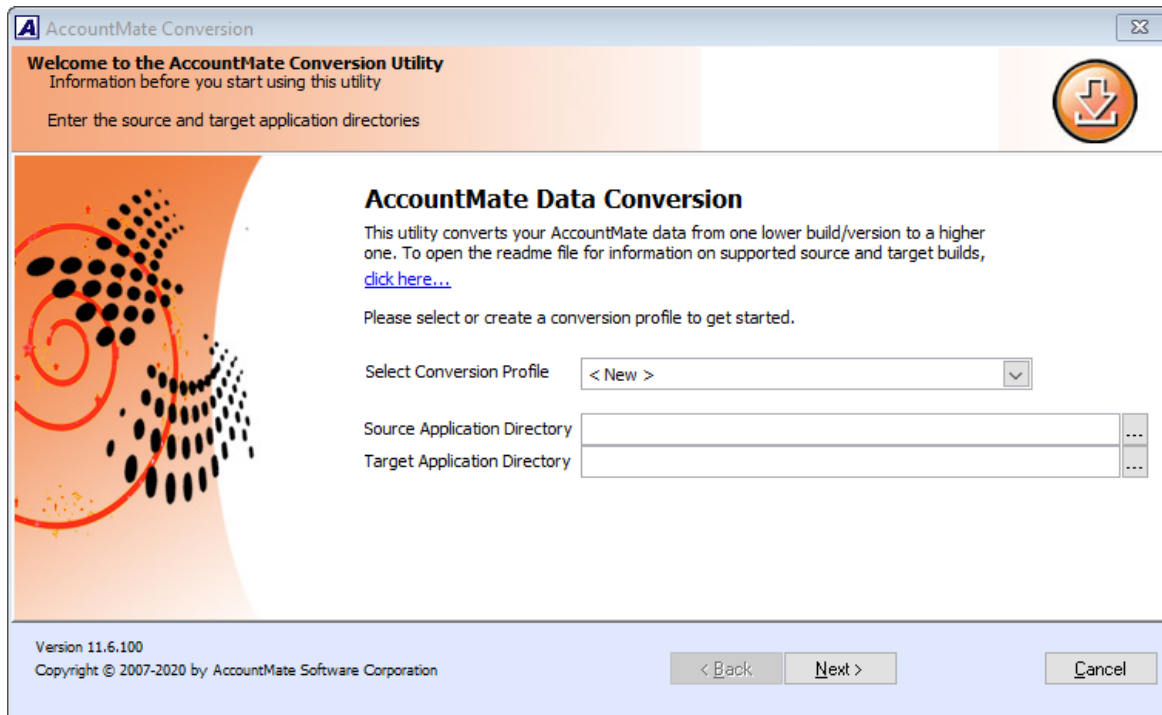 AccountMate Conversion
Welcome to the AccountMate Conversion Utility
Information before you start using this utility
Enter the source and target application directories
AccountMate Data Conversion
This utility converts your AccountMate data from one lower build/version to a higher
one. To open the readme file for information on supported source and target builds,
click here...
Please select or create a conversion profile to get started.
Select Conversion Profile < New >
Source Application Directory ...
Target Application Directory ...
Version 11.6.100
Copyright © 2007-2020 by AccountMate Software Corporation
< Back Next > Cancel